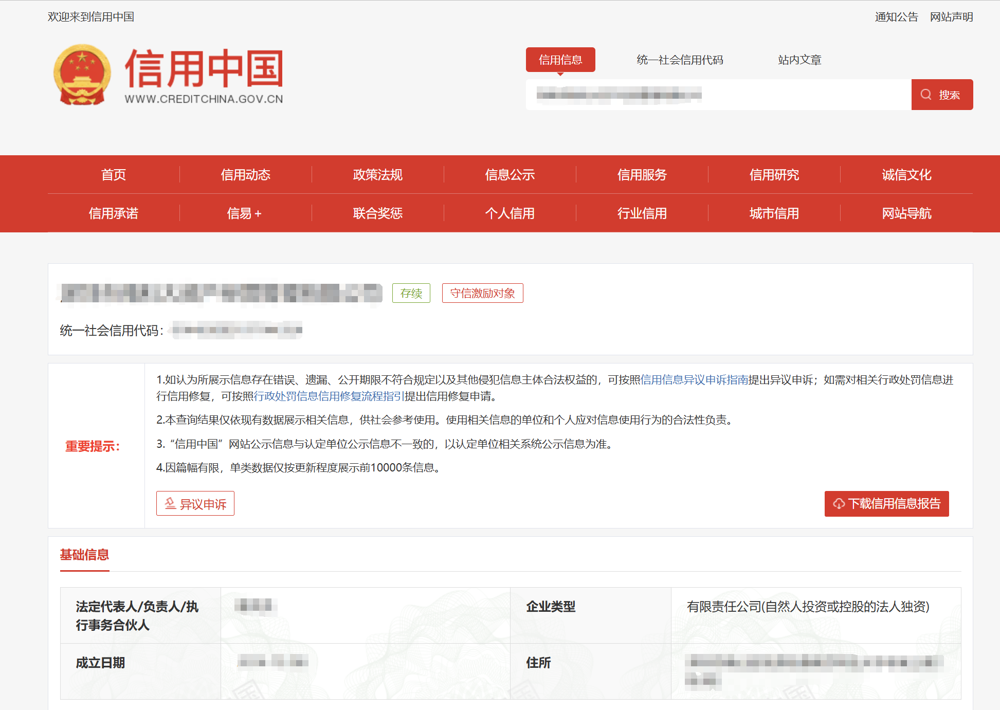 欢迎来到信用中国
通知公告 网站声明
信用中国
WWW.CREDITCHINA.GOV.CN
信用信息 统一社会信用代码 站内文章
搜索
首页 信用动态 政策法规 信息公示 信用服务 信用研究 诚信文化
信用承诺 信易+ 联合奖惩 个人信用 行业信用 城市信用 网站导航
存续 守信激励对象
统一社会信用代码：
重要提示：
1.如认为所展示信息存在错误、遗漏、公开期限不符合规定以及其他侵犯信息主体合法权益的，可按照信用信息异议申诉指南提出异议申诉；如需对相关行政处罚信息进
行信用修复，可按照行政处罚信息信用修复流程指引提出信用修复申请。
2.本查询结果仅依现有数据展示相关信息，供社会参考使用。使用相关信息的单位和个人应对信息使用行为的合法性负责。
3.“信用中国”网站公示信息与认定单位公示信息不一致的，以认定单位相关系统公示信息为准。
4.因篇幅有限，单类数据仅按更新程度展示前10000条信息。
异议申诉 下载信用信息报告
基础信息
法定代表人/负责人/执
行事务合伙人
企业类型 有限责任公司(自然人投资或控股的法人独资)
成立日期 住所